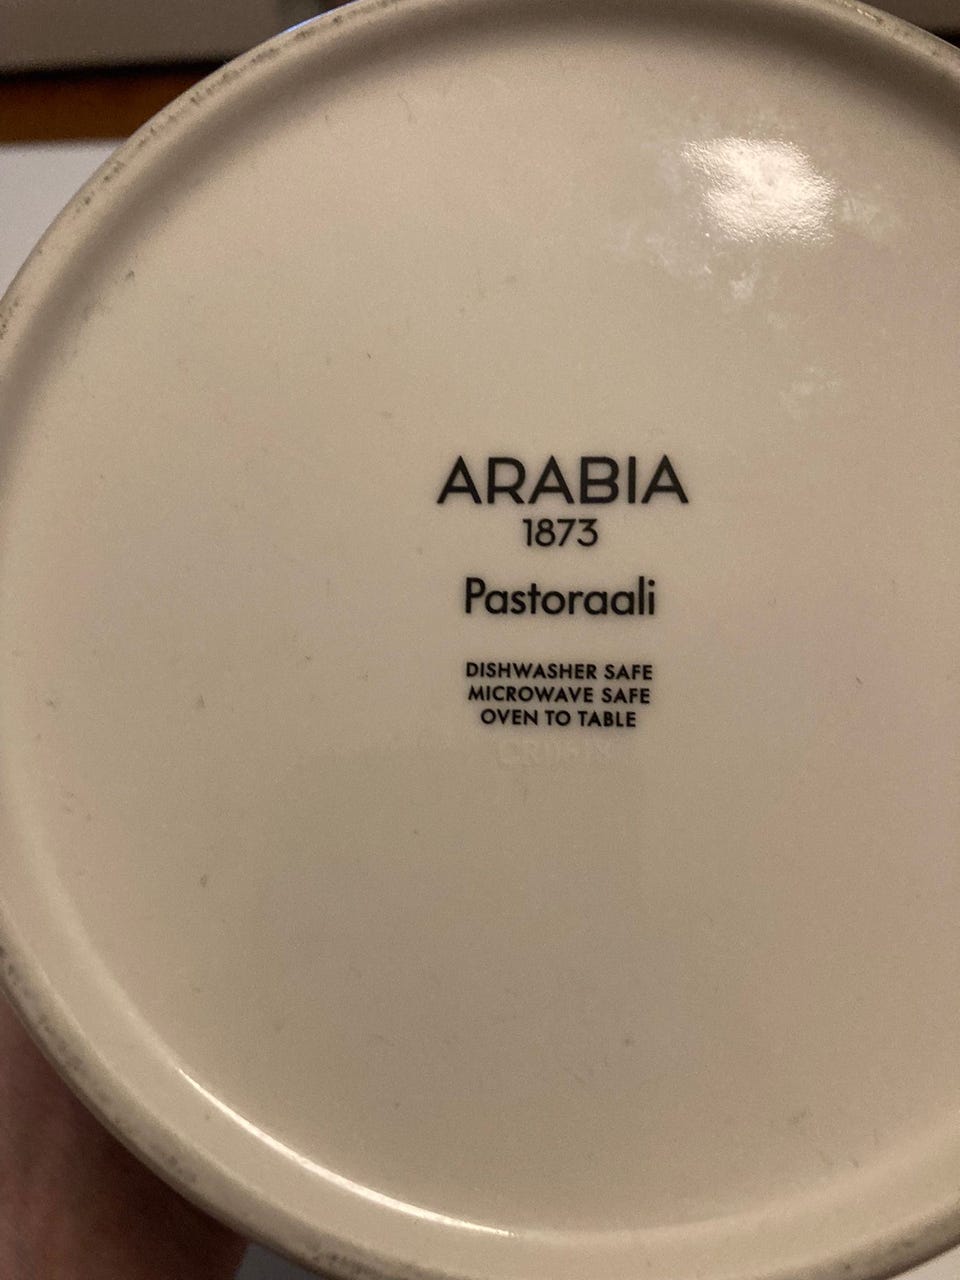 ARABIA
1873
Pastoraali
DISHWASHER SAFE
MICROWAVE SAFE
OVEN TO TABLE